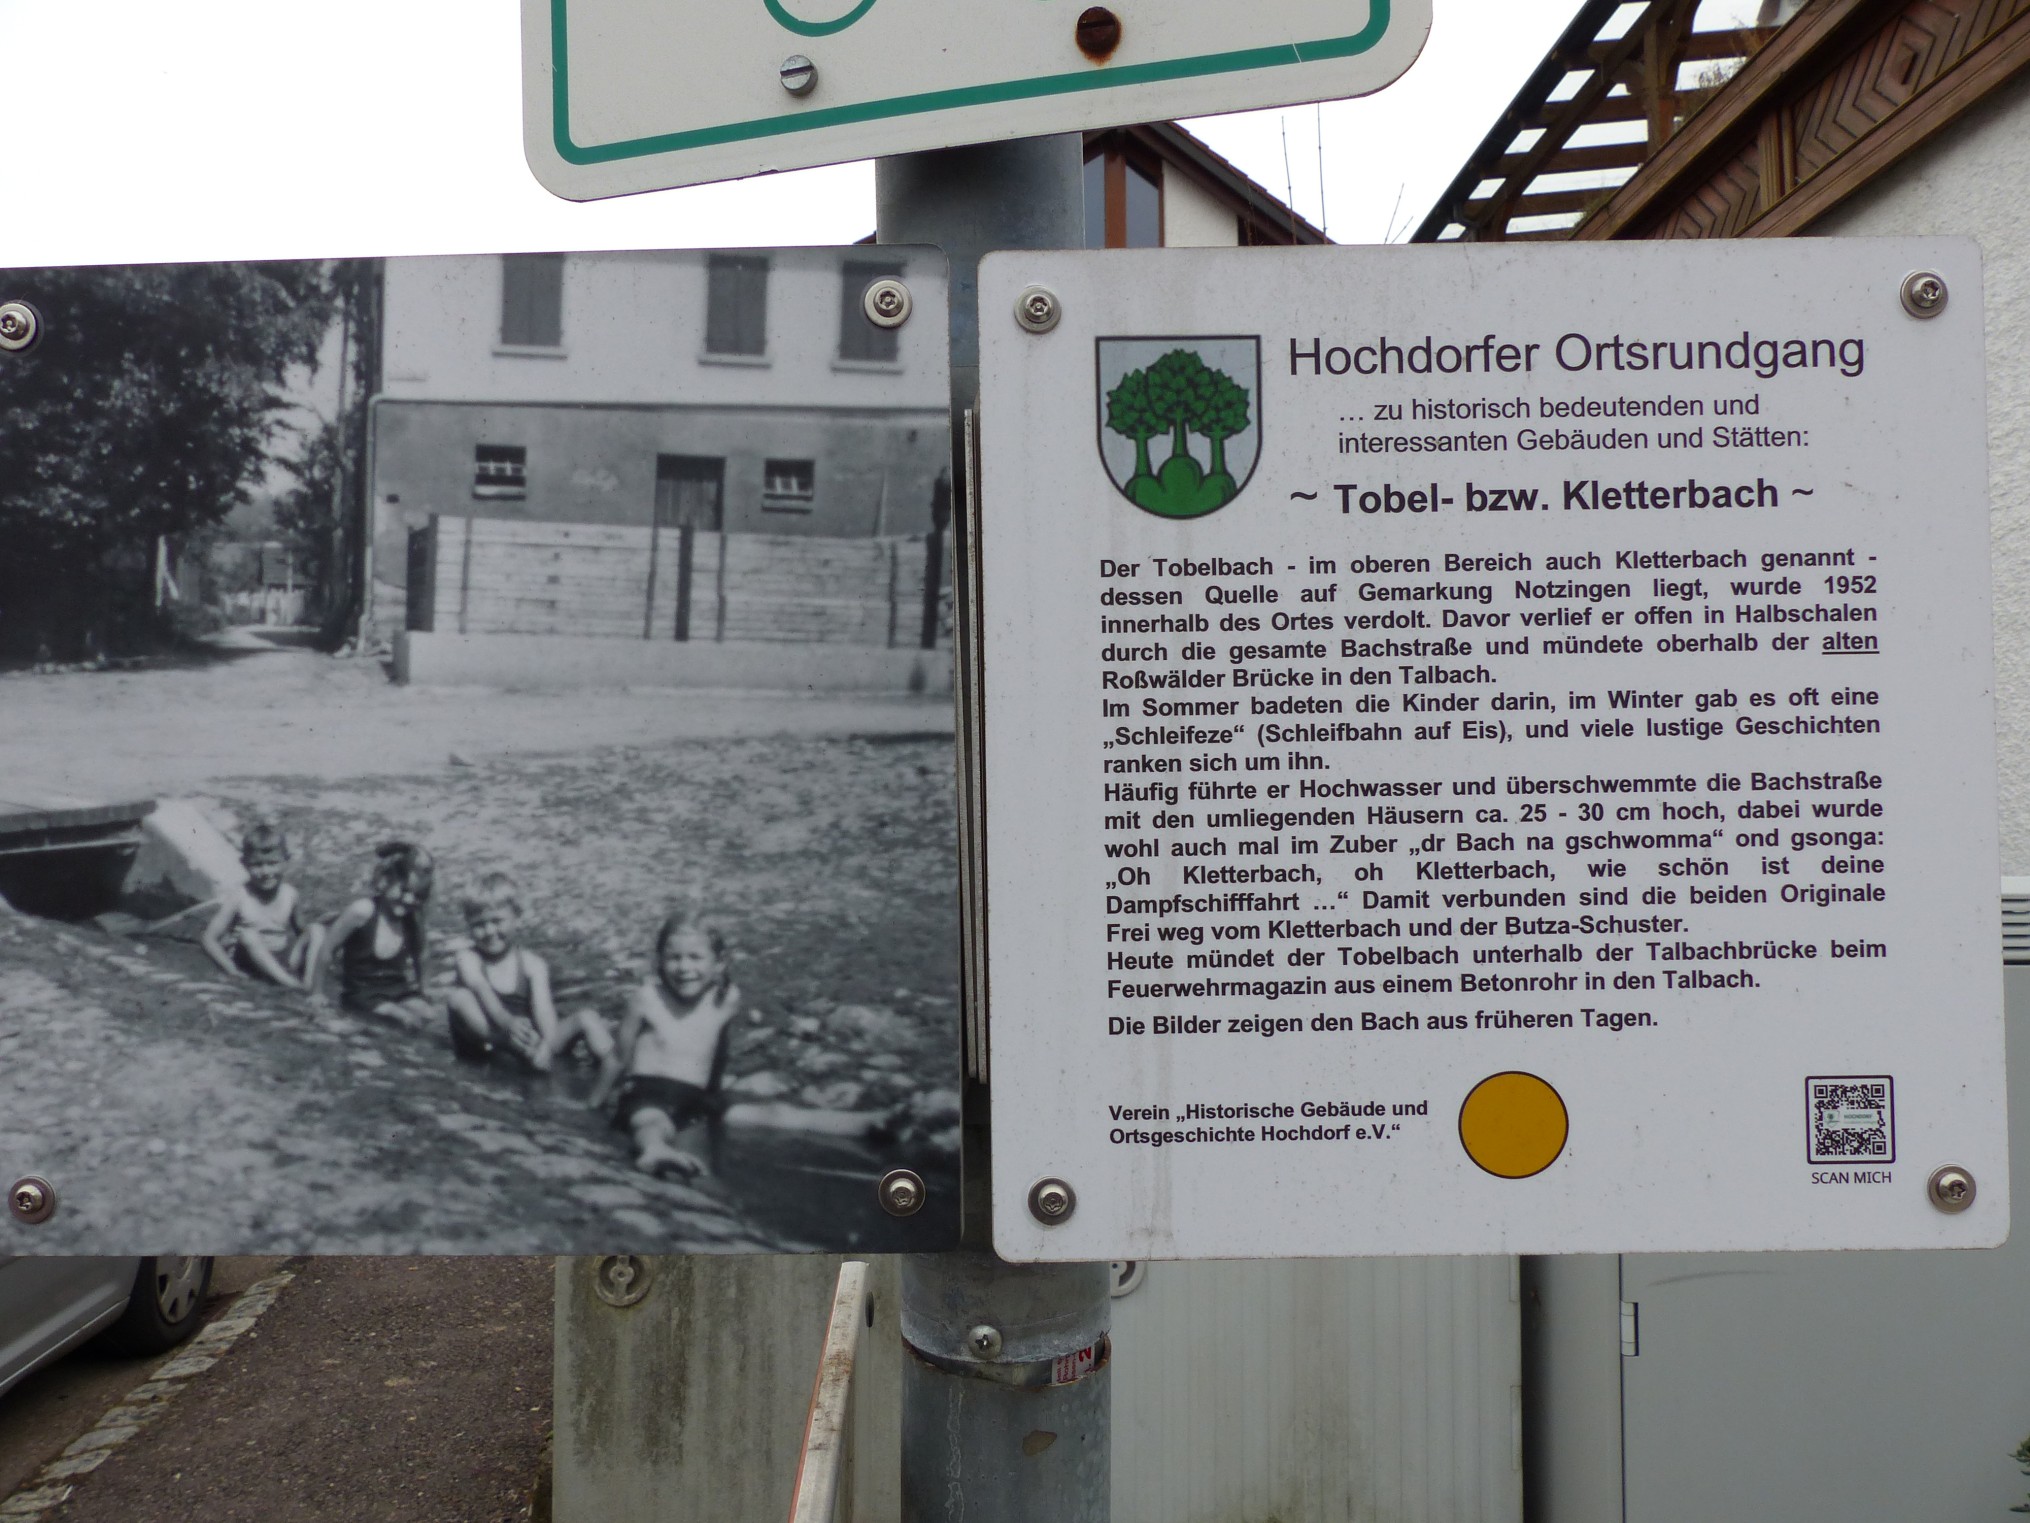 Hochdorfer Ortsrundgang
… zu historisch bedeutenden und
interessanten Gebäuden und Stätten:
~ Tobel- bzw. Kletterbach ~
Der Tobelbach - im oberen Bereich auch Kletterbach genannt -
dessen Quelle auf Gemarkung Notzingen liegt, wurde 1952
innerhalb des Ortes verdolt. Davor verlief er offen in Halbschalen
durch die gesamte Bachstraße und mündete oberhalb der alten
Roßwälder Brücke in den Talbach.
Im Sommer badeten die Kinder darin, im Winter gab es oft eine
„Schleifeze“ (Schleifbahn auf Eis), und viele lustige Geschichten
ranken sich um ihn.
Häufig führte er Hochwasser und überschwemmte die Bachstraße
mit den umliegenden Häusern ca. 25 - 30 cm hoch, dabei wurde
wohl auch mal im Zuber „dr Bach na gschwomma“ ond gsonga:
„Oh Kletterbach, oh Kletterbach, wie schön ist deine
Dampfschifffahrt …“ Damit verbunden sind die beiden Originale
Frei weg vom Kletterbach und der Butza-Schuster.
Heute mündet der Tobelbach unterhalb der Talbachbrücke beim
Feuerwehrmagazin aus einem Betonrohr in den Talbach.
Die Bilder zeigen den Bach aus früheren Tagen.
Verein „Historische Gebäude und
Ortsgeschichte Hochdorf e.V.“
HOCHDORF
SCAN MICH